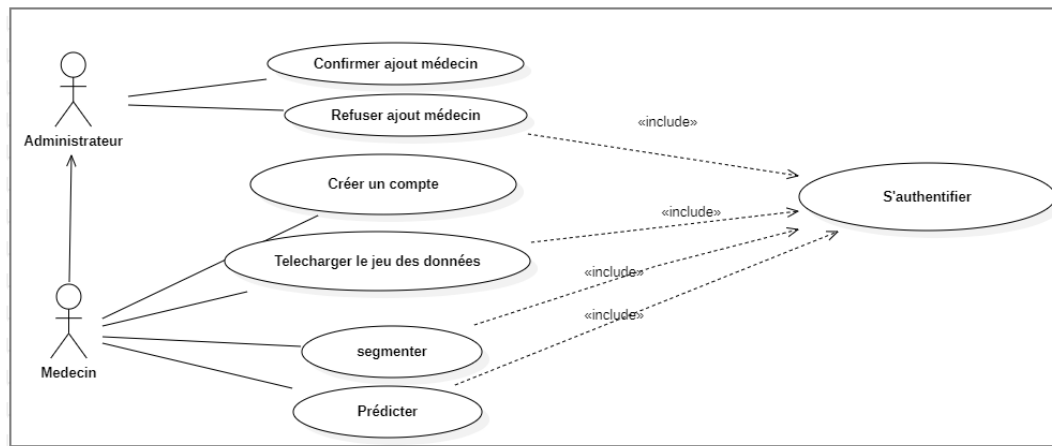 Confirmer ajout médecin
Refuser ajout médecin
«include»
Administrateur
Créer un compte
S'authentifier
«include»
Telecharger le jeu des données
«include»
«include»
segmenter
Medecin
Prédicter